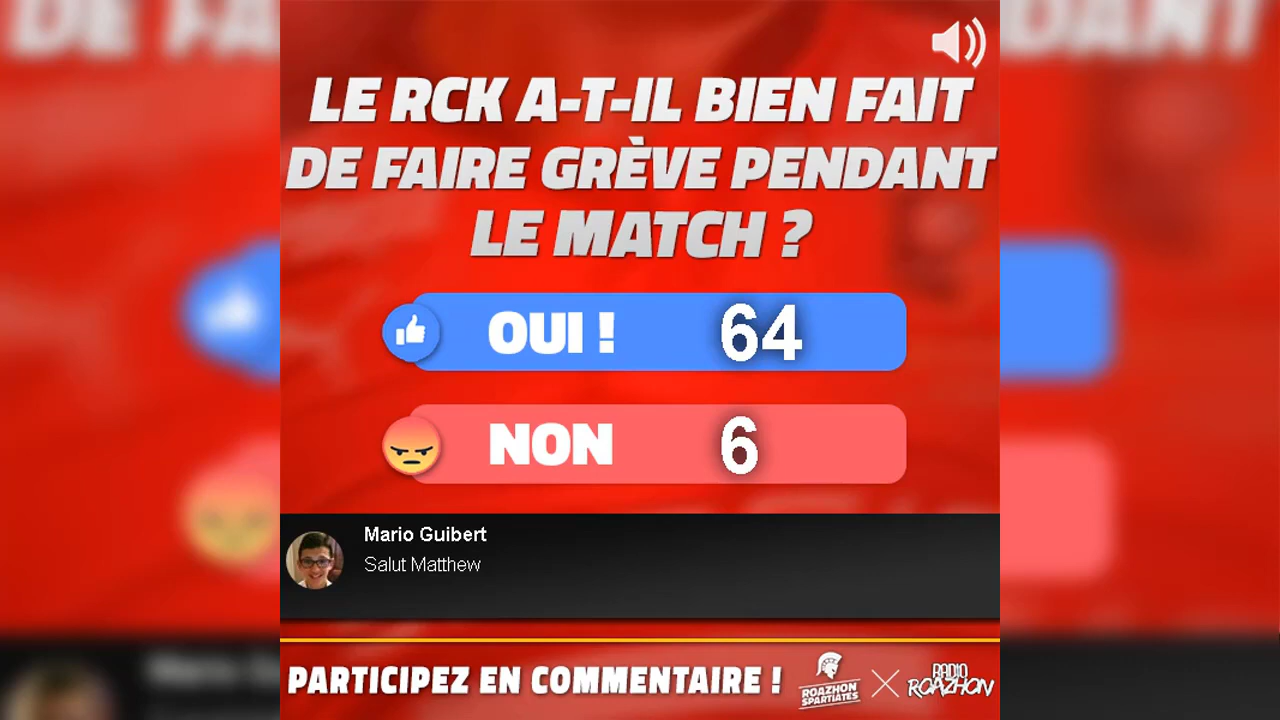 LE RCK A-T-IL BIEN FAIT
DE FAIRE GRÈVE PENDANT
LE MATCH ?
OUI ! 64
NON 6
Mario Guibert
Salut Matthew
PARTICIPEZ EN COMMENTAIRE !
ROAZHON
SPARTIATES
RADIO
ROAZHON